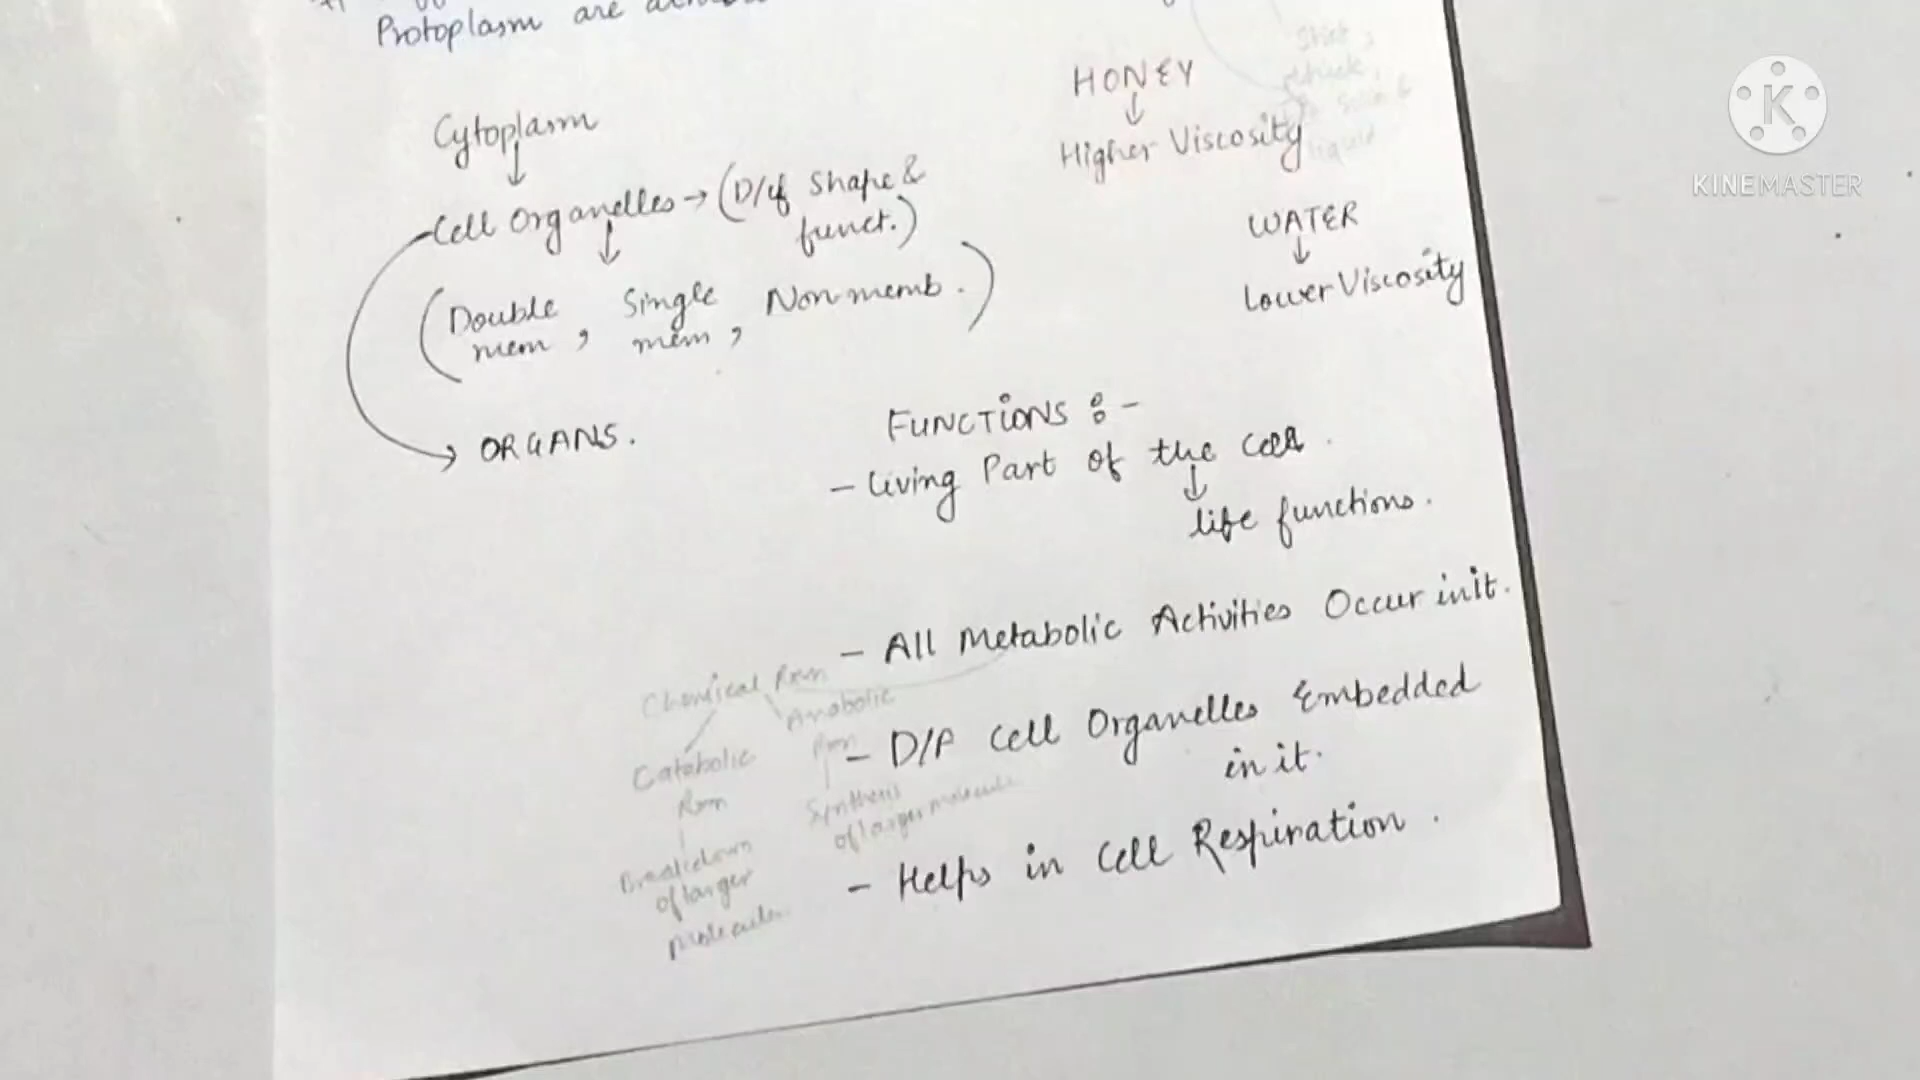 Protoplasm are
Cytoplasm
↓
Cell Organelles → (D/f Shape &
funct.)
↓
(Double mem, Single mem, Non-memb.)
→ ORGANS.
HONEY
↓
Higher Viscosity
WATER
↓
Lower Viscosity
FUNCTIONS :-
- Living Part of the Cell.
↓
life functions.
- All Metabolic Activities Occur in it.
- D/f Cell Organelles Embedded
in it.
- Helps in Cell Respiration.
Chemical Rxn
Catabolic
Rxn
Breakdown
of larger
molecule
Anabolic
Rxn
Synthesis
of larger molecule
thick
liquid
K
KINEMASTER